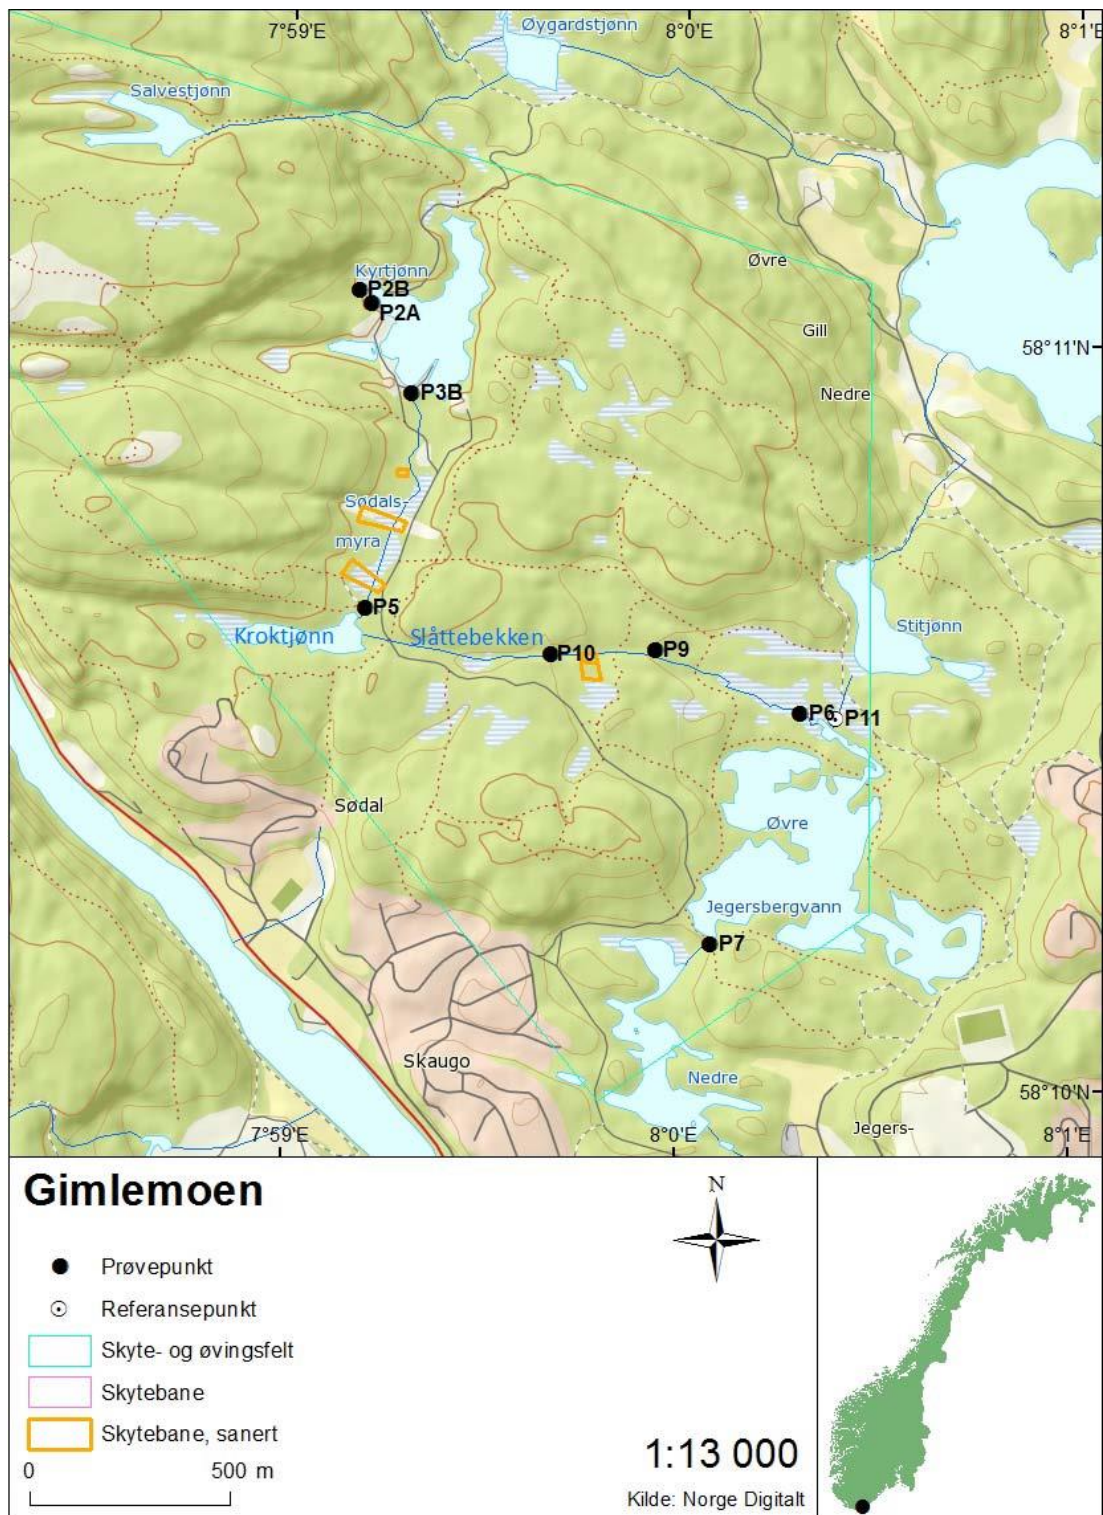 7°59'E
8°0'E
8°1'E
Øygardstjønn
Salvestjønn
Øvre
Kyrtjønn
P2B
P2A
Gill
58°11'N
P3B
Nedre
Sødals-
myra
P5
Kroktjønn
Slåttebekken
Stitjønn
P10
P9
P6
P11
Sødal
Øvre
Jegersbergvann
P7
Skaugo
Nedre
58°10'N
Jegers-
7°59'E
8°0'E
8°1'E
Gimlemoen
N
Prøvepunkt
Referansepunkt
Skyte- og øvingsfelt
Skytebane
Skytebane, sanert
0 500 m
1:13 000
Kilde: Norge Digitalt